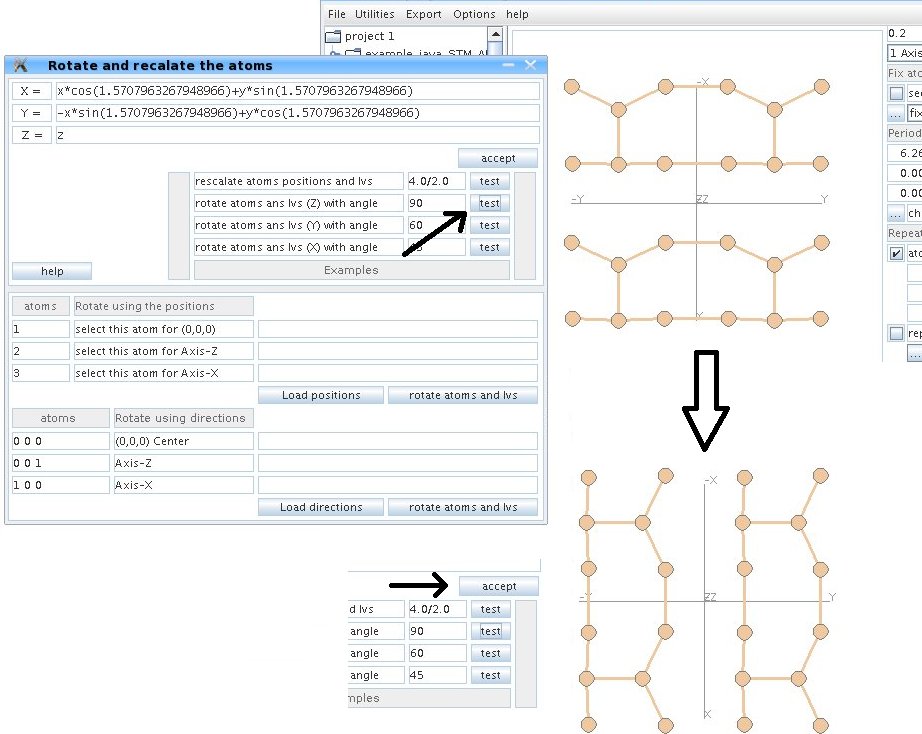 File Utilities Export Options help
project 1
example_java_STM_A
0.2
1 Axis
Fix ato
sec
... fix
Period
6.26
0.00
0.00
... ch
Repeat
ato
rep
...
Rotate and recalate the atoms
X = x*cos(1.5707963267948966)+y*sin(1.5707963267948966)
Y = -x*sin(1.5707963267948966)+y*cos(1.5707963267948966)
Z = z
accept
rescalate atoms positions and lvs 4.0/2.0 test
rotate atoms ans lvs (Z) with angle 90 test
rotate atoms ans lvs (Y) with angle 60 test
rotate atoms ans lvs (X) with angle test
help Examples
atoms Rotate using the positions
1 select this atom for (0,0,0)
2 select this atom for Axis-Z
3 select this atom for Axis-X
Load positions rotate atoms and lvs
atoms Rotate using directions
0 0 0 (0,0,0) Center
0 0 1 Axis-Z
1 0 0 Axis-X
Load directions rotate atoms and lvs
-X
-Y ZZ Y
-X
-Y ZZ Y
X
accept
d lvs 4.0/2.0 test
angle 90 test
angle 60 test
angle 45 test
mples